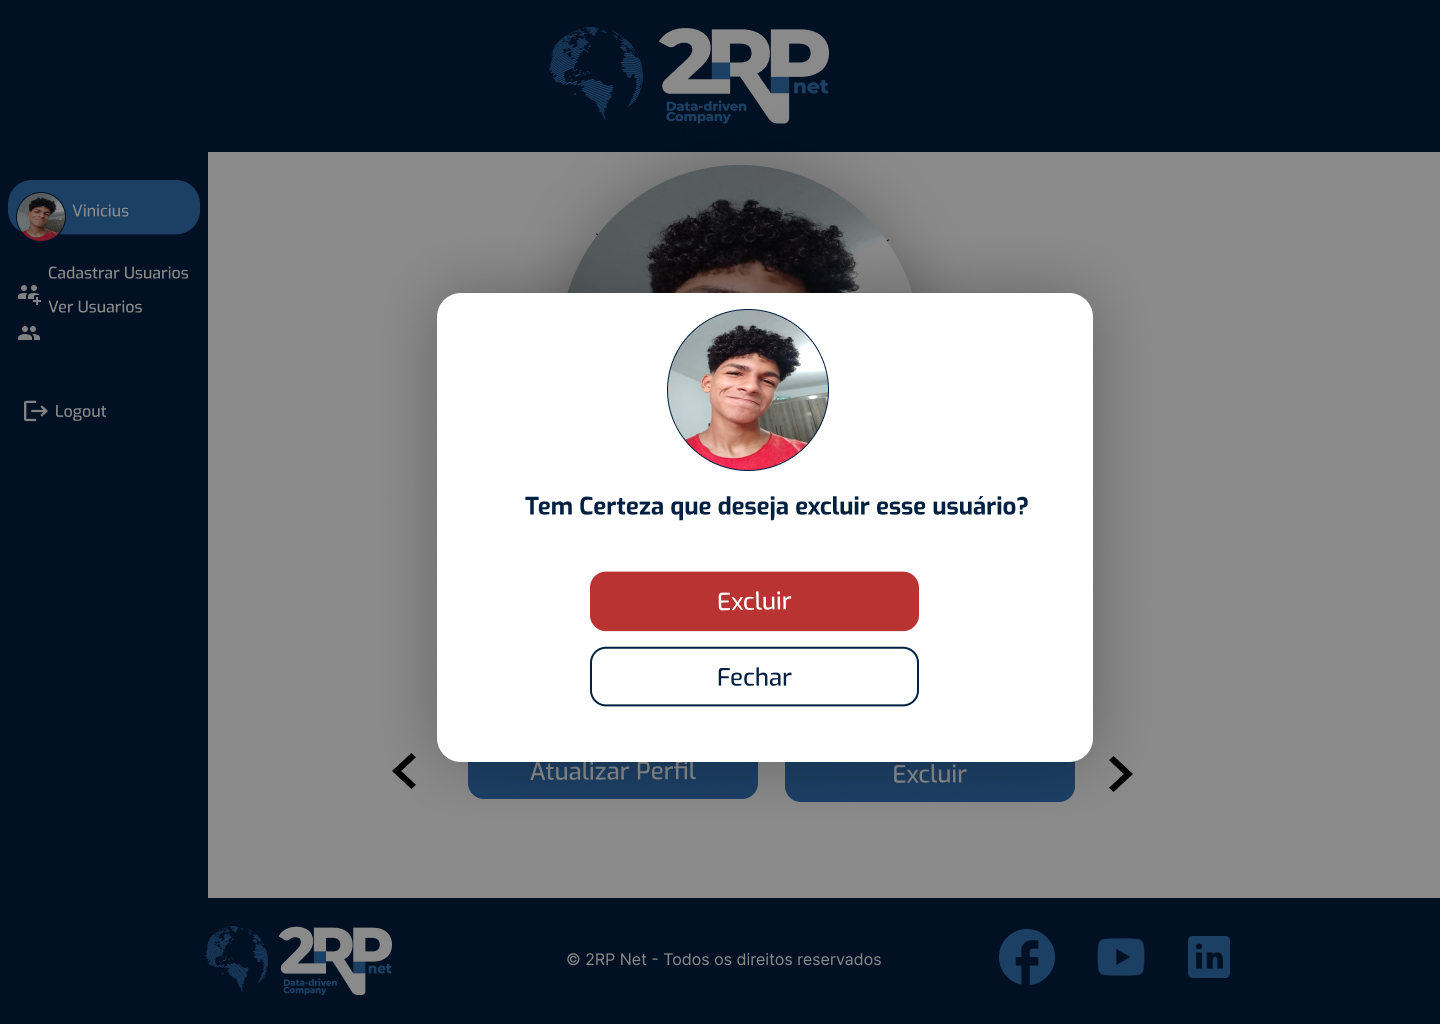 2RP
net
Data-driven
Company
Vinicius
Cadastrar Usuarios
Ver Usuarios
Logout
Tem Certeza que deseja excluir esse usuário?
Excluir
Fechar
Atualizar Perfil
Excluir
2RP
net
Data-driven
Company
© 2RP Net - Todos os direitos reservados
in